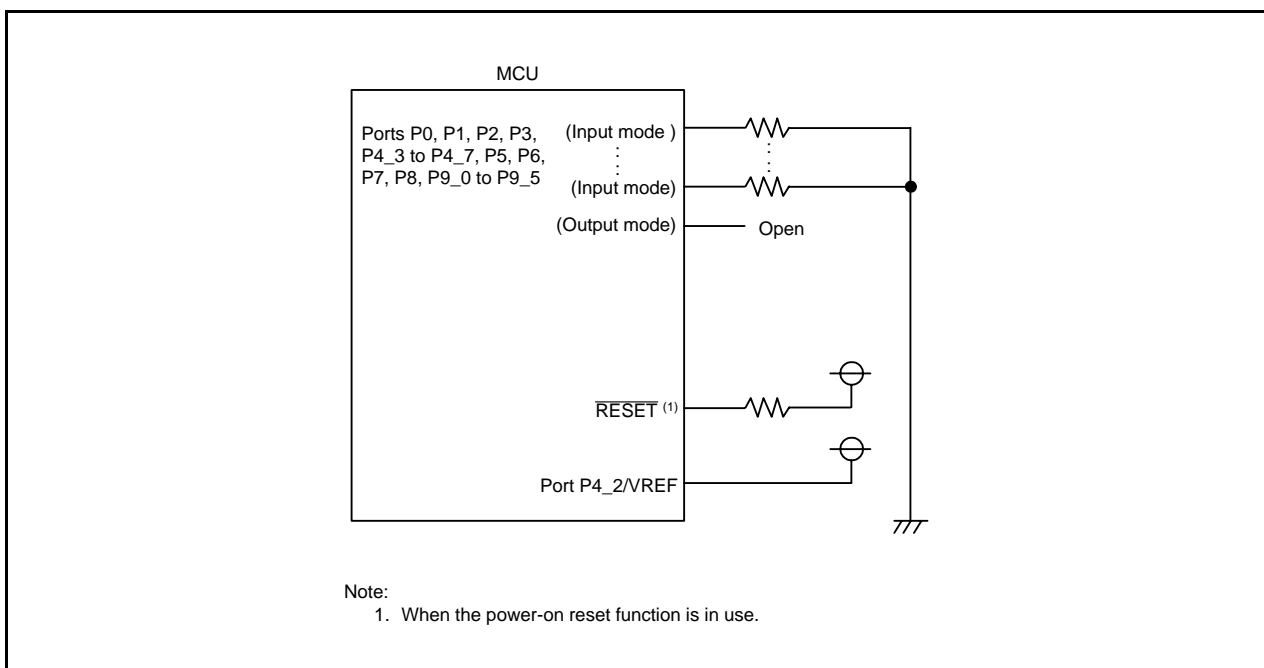 MCU
Ports P0, P1, P2, P3,
P4_3 to P4_7, P5, P6,
P7, P8, P9_0 to P9_5
(Input mode )
(Input mode)
(Output mode)
Open
RESET (1)
Port P4_2/VREF
Note:
1. When the power-on reset function is in use.